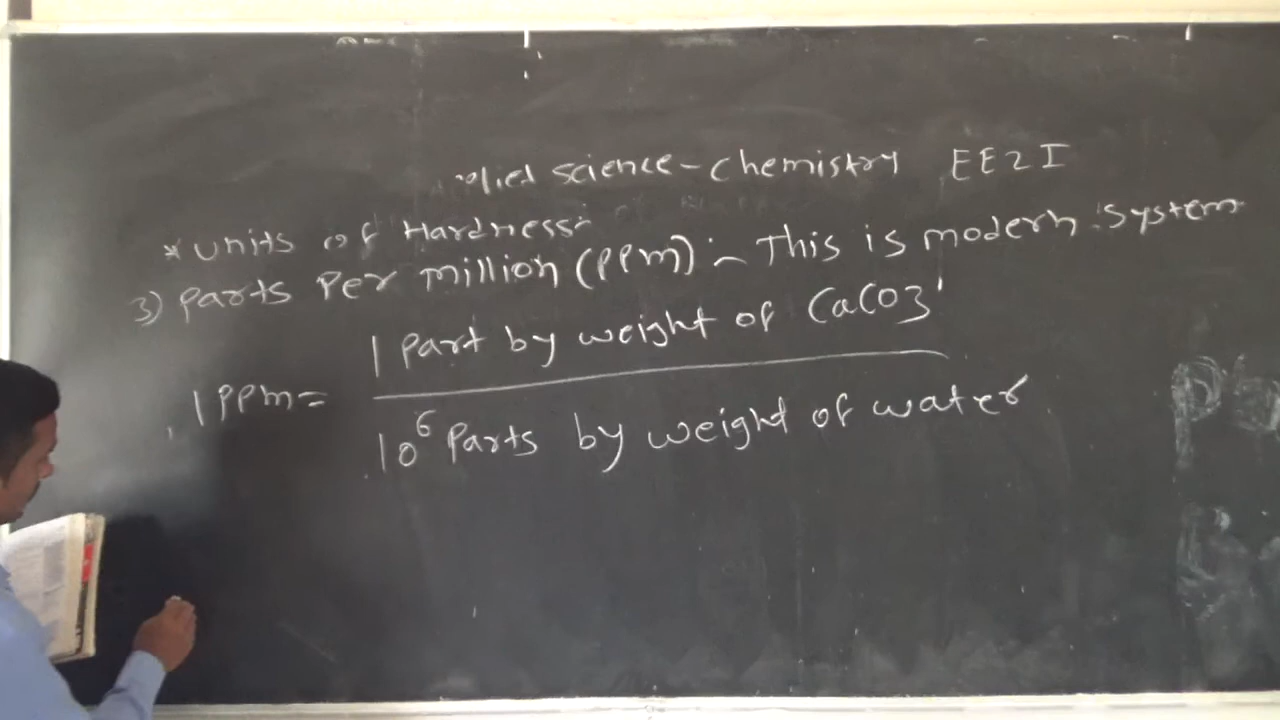 Science - Chemistry EE2I
* Units of Hardness:-
3) Parts Per million (PPm) :- This is modern System
1 Part by weight of CaCO3
1 PPm =
10^6 Parts by weight of water